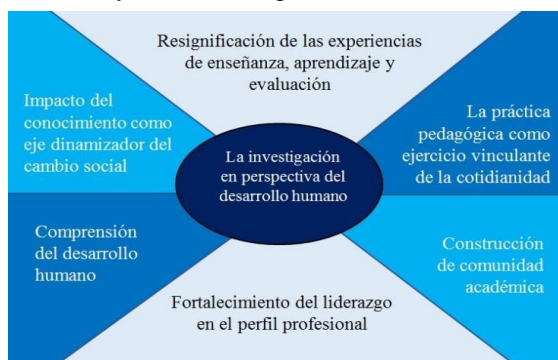 Resignificación de las experiencias
de enseñanza, aprendizaje y
evaluación
Impacto del
conocimiento como
eje dinamizador del
cambio social
La práctica
pedagógica como
ejercicio vinculante
de la cotidianidad
La investigación
en perspectiva del
desarrollo humano
Comprensión
del desarrollo
humano
Construcción
de comunidad
académica
Fortalecimiento del liderazgo
en el perfil profesional